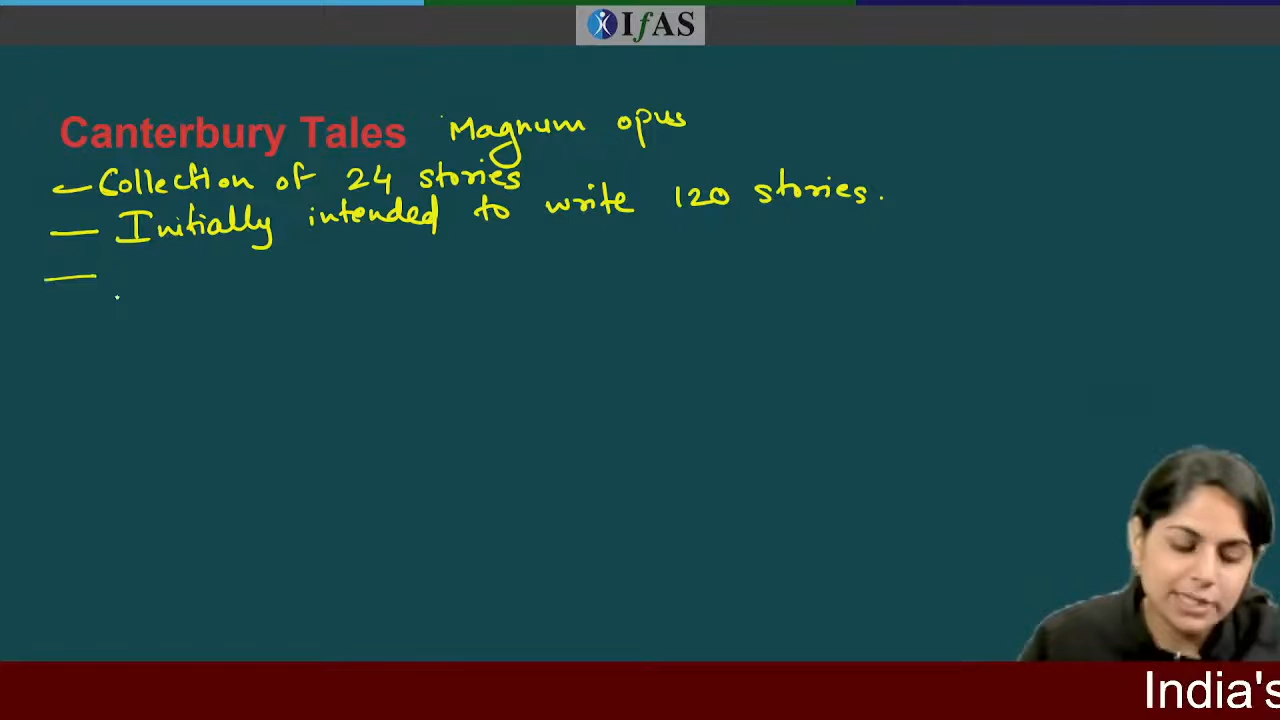 IfAS
Canterbury Tales Magnum opus
- Collection of 24 stories
- Initially intended to write 120 stories.
-
India's